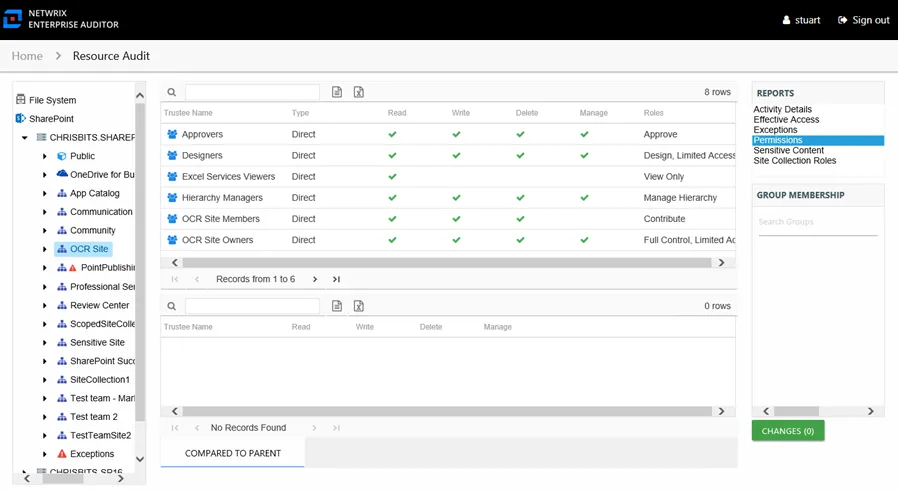 NETWRIX
ENTERPRISE AUDITOR
stuart
Sign out
Home > Resource Audit
File System
SharePoint
CHRISBITS.SHAREP
Public
OneDrive for Bu
App Catalog
Communication
Community
OCR Site
PointPublishin
Professional Ser
Review Center
ScopedSiteColle
Sensitive Site
SharePoint Succ
SiteCollection1
Test team - Mar
Test team 2
TestTeamSite2
Exceptions
CHRISBITS.SP16
8 rows
Trustee Name Type Read Write Delete Manage Roles
Approvers Direct Approve
Designers Direct Design, Limited Access
Excel Services Viewers Direct View Only
Hierarchy Managers Direct Manage Hierarchy
OCR Site Members Direct Contribute
OCR Site Owners Direct Full Control, Limited Ac
Records from 1 to 6
0 rows
Trustee Name Read Write Delete Manage
No Records Found
COMPARED TO PARENT
REPORTS
Activity Details
Effective Access
Exceptions
Permissions
Sensitive Content
Site Collection Roles
GROUP MEMBERSHIP
Search Groups
CHANGES (0)